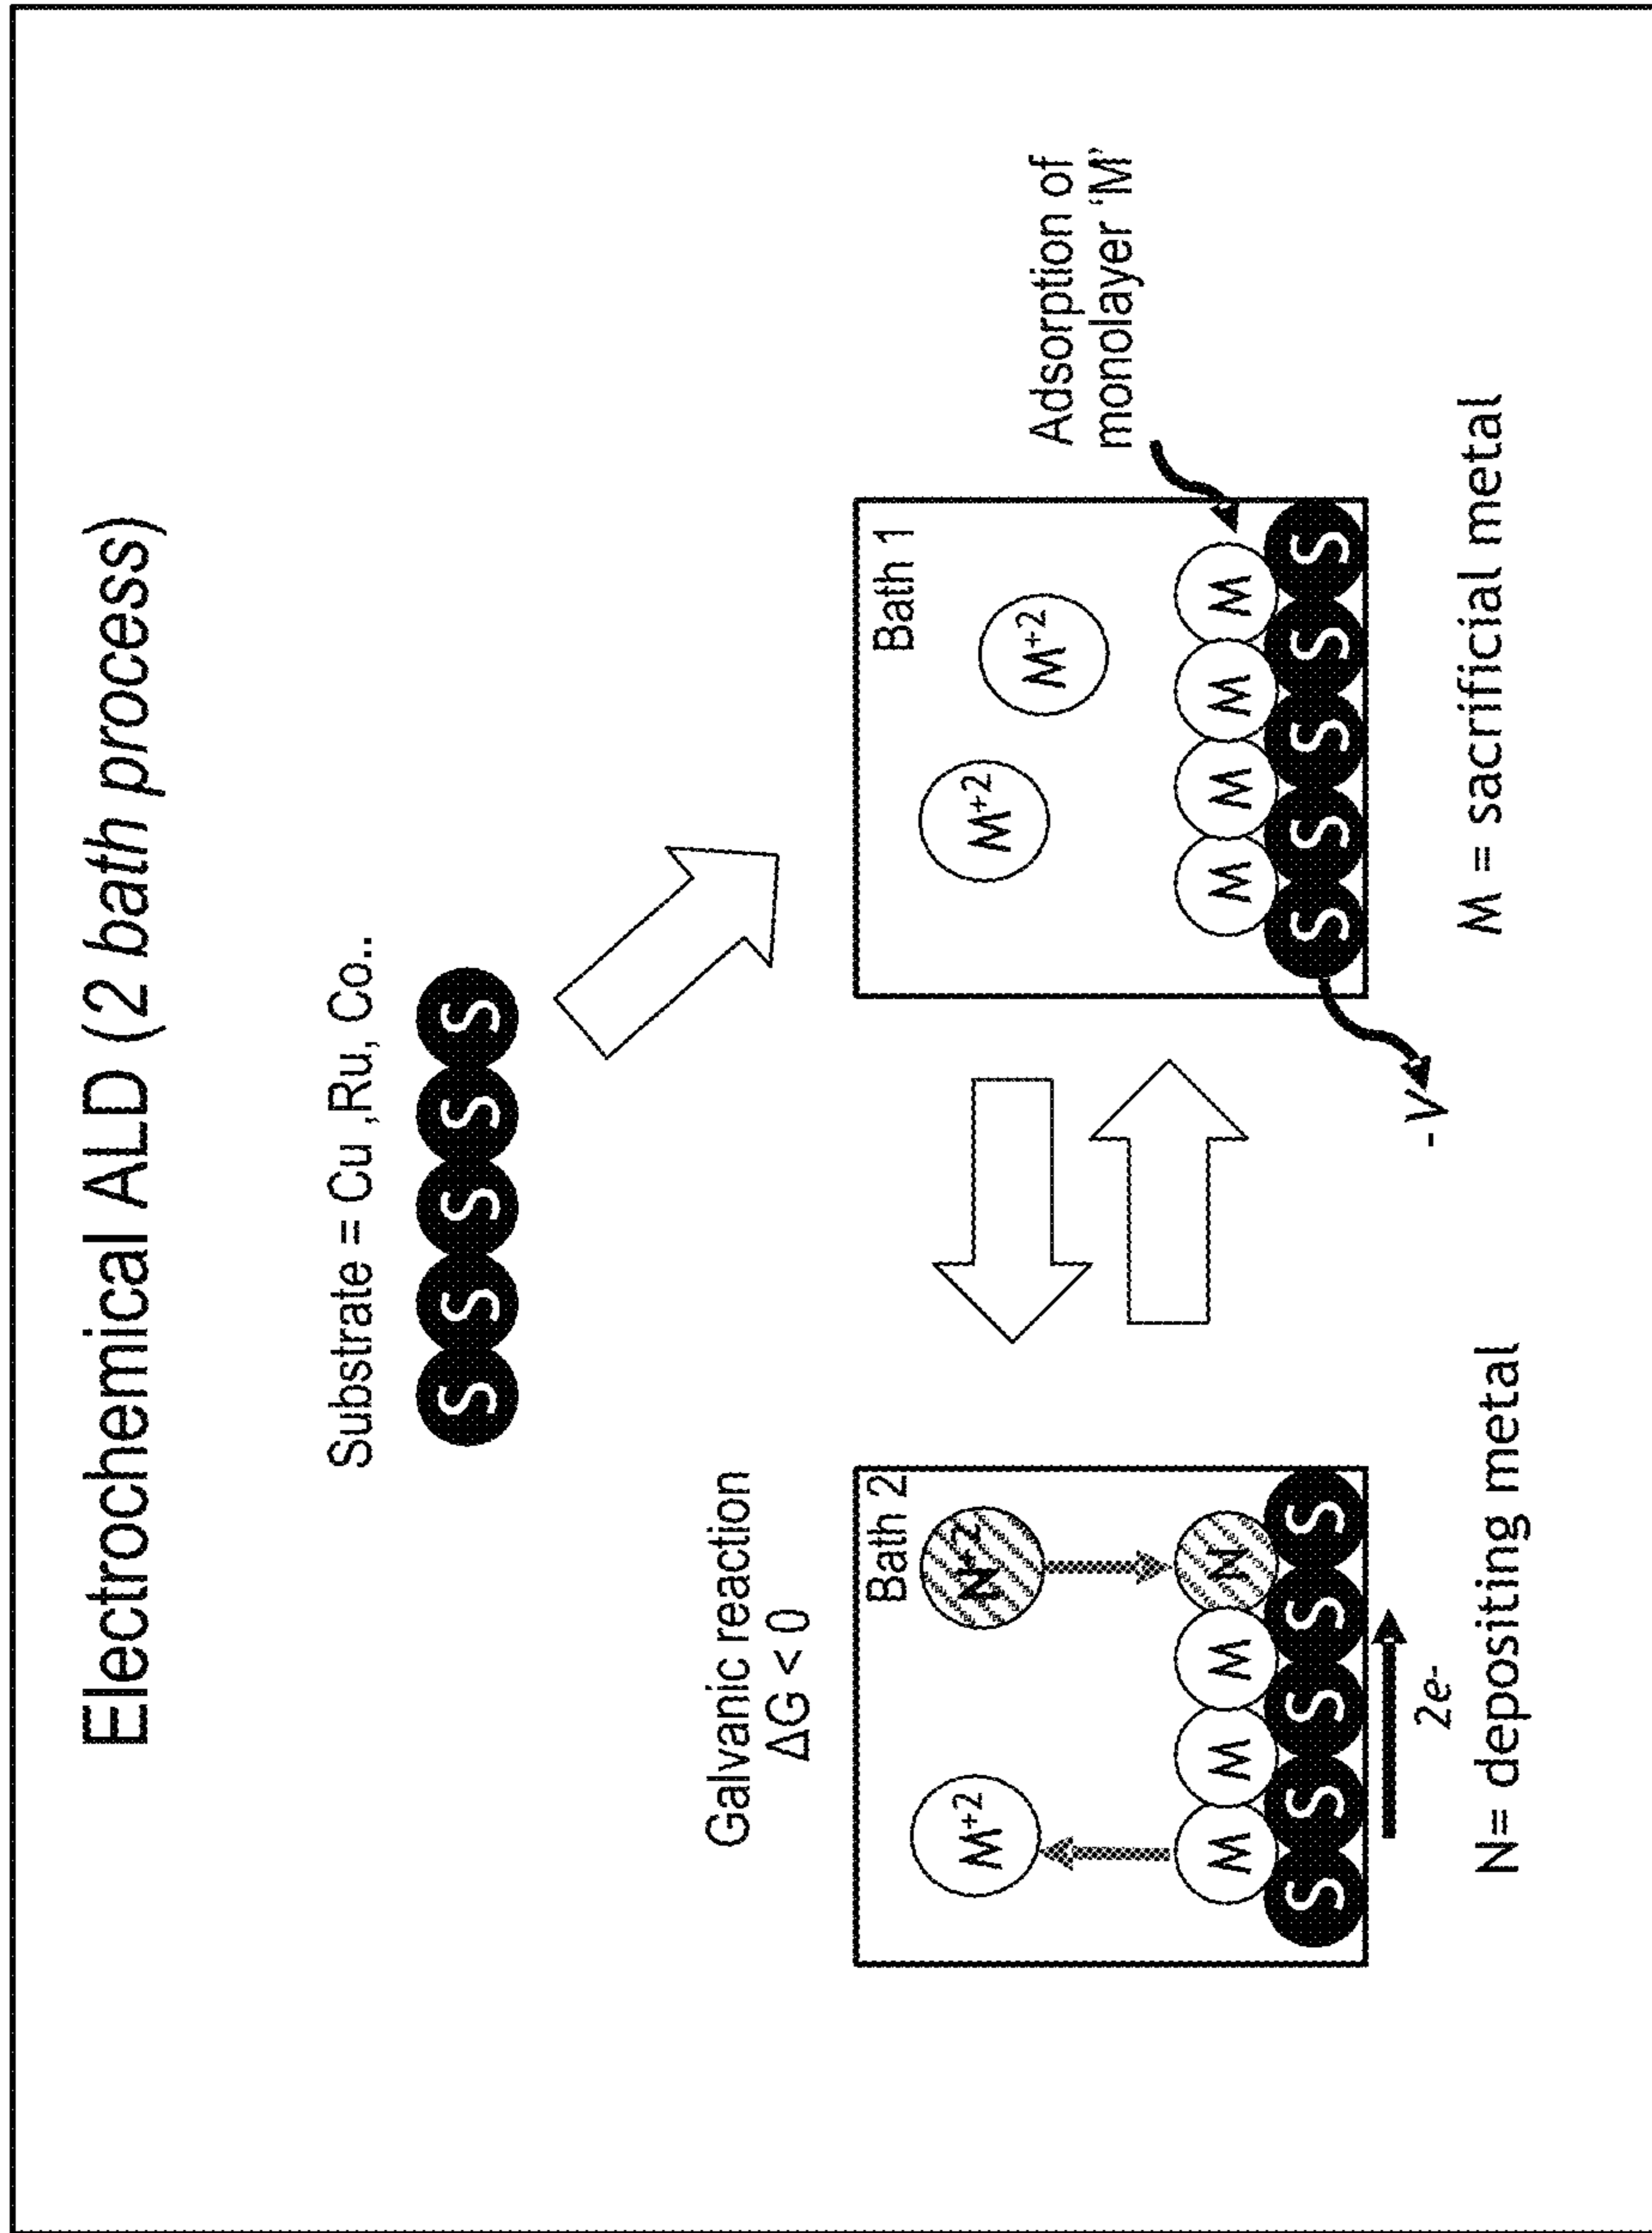 Electrochemical ALD (2 bath process)
Substrate = Cu ,Ru, Co..
S S S S S
Galvanic reaction
ΔG < 0
Bath 2
M+2 N+2
M M M N
S S S S S
2e-
N= depositing metal
Bath 1
M+2 M+2
M M M M
S S S S S
Adsorption of
monolayer ‘M’
- V
M = sacrificial metal